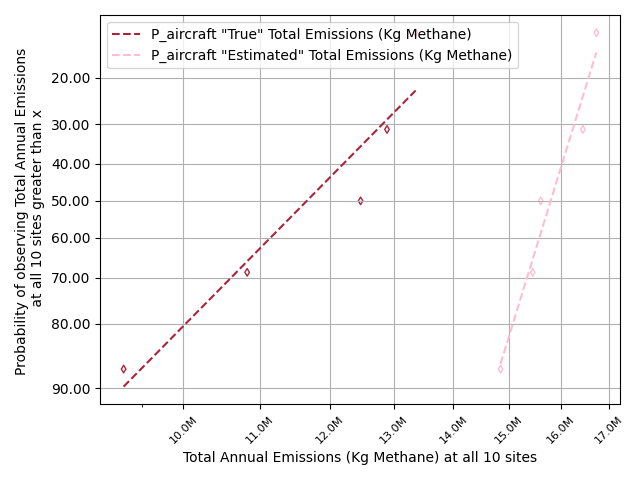 P_aircraft "True" Total Emissions (Kg Methane)
P_aircraft "Estimated" Total Emissions (Kg Methane)
Probability of observing Total Annual Emissions
at all 10 sites greater than x
20.00
30.00
40.00
50.00
60.00
70.00
80.00
90.00
10.0M
11.0M
12.0M
13.0M
14.0M
15.0M
16.0M
17.0M
Total Annual Emissions (Kg Methane) at all 10 sites